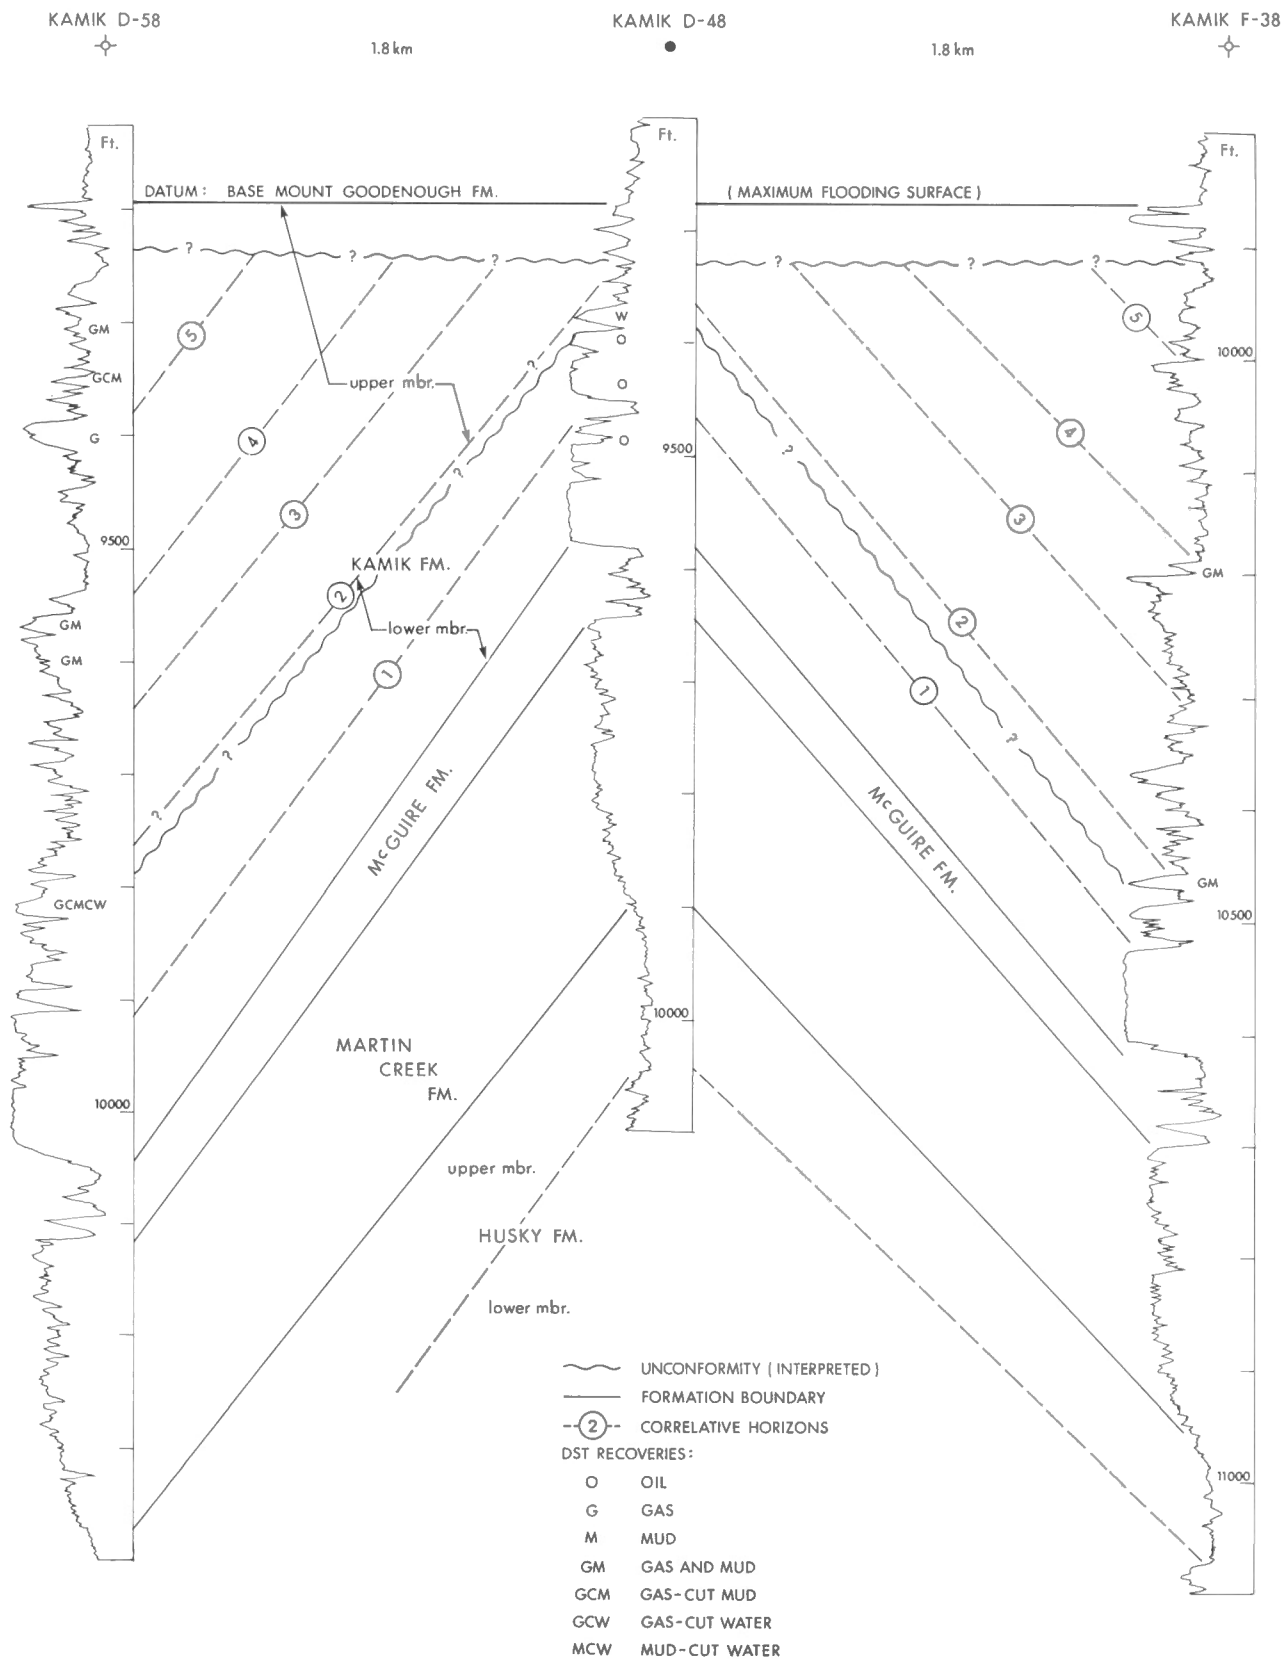 KAMIK D-58
KAMIK D-48
KAMIK F-38
1.8 km
1.8 km
Ft.
Ft.
Ft.
DATUM: BASE MOUNT GOODENOUGH FM.
(MAXIMUM FLOODING SURFACE)
? ? ?
? ? ?
W
O
O
O
GM
GCM
G
5
5
10000
upper mbr.
?
4
4
9500
?
?
3
3
9500
KAMIK FM.
GM
2
2
GM
lower mbr.
GM
1
1
?
?
McGUIRE FM.
McGUIRE FM.
?
GM
GCMCW
10500
10000
MARTIN
CREEK
FM.
10000
upper mbr.
HUSKY FM.
lower mbr.
UNCONFORMITY (INTERPRETED)
FORMATION BOUNDARY
2 CORRELATIVE HORIZONS
DST RECOVERIES:
11000
O OIL
G GAS
M MUD
GM GAS AND MUD
GCM GAS-CUT MUD
GCW GAS-CUT WATER
MCW MUD-CUT WATER